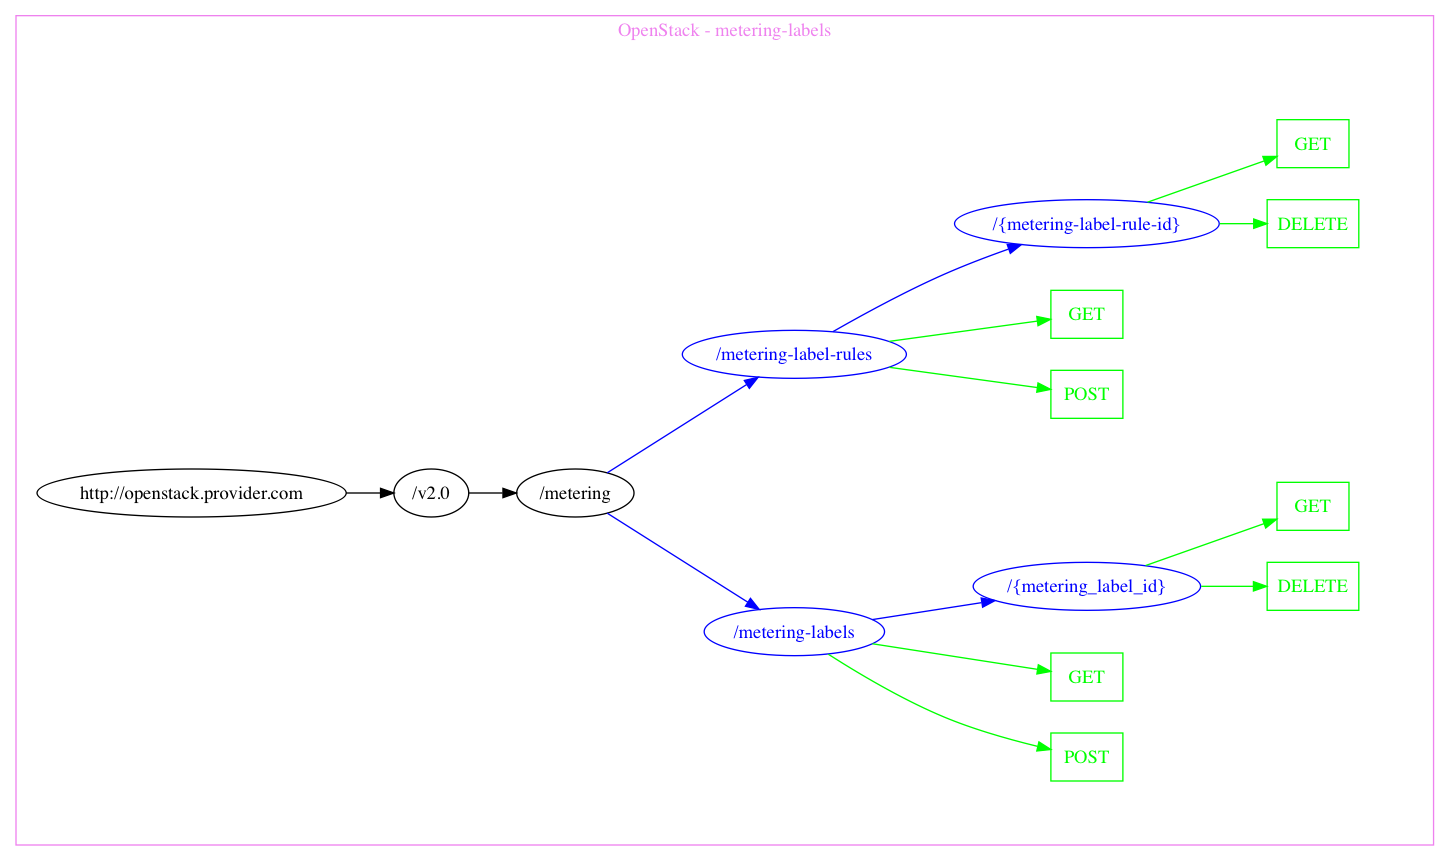 OpenStack - metering-labels
http://openstack.provider.com
/v2.0
/metering
/metering-label-rules
/{metering-label-rule-id}
GET
DELETE
GET
POST
/metering-labels
/{metering_label_id}
GET
DELETE
GET
POST